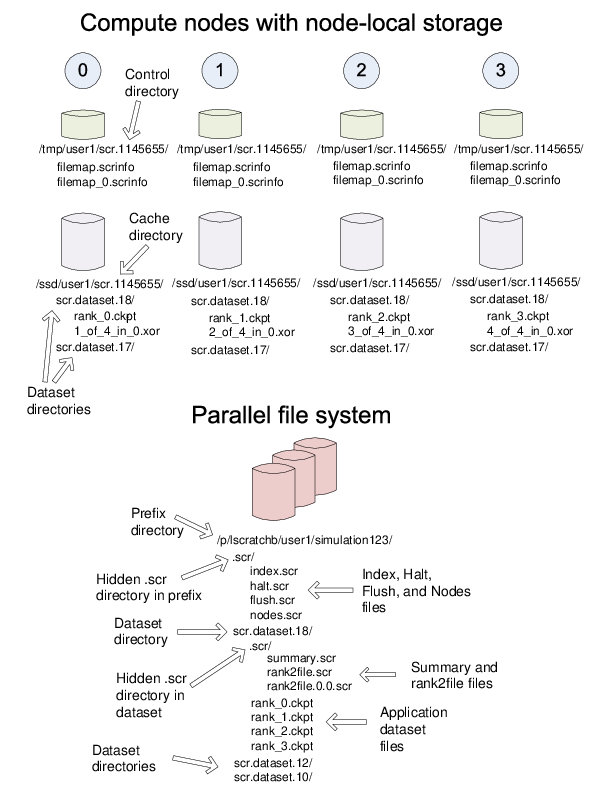 Compute nodes with node-local storage
0 1 2 3
Control
directory
/tmp/user1/scr.1145655/ /tmp/user1/scr.1145655/ /tmp/user1/scr.1145655/ /tmp/user1/scr.1145655/
filemap.scrinfo filemap.scrinfo filemap.scrinfo filemap.scrinfo
filemap_0.scrinfo filemap_0.scrinfo filemap_0.scrinfo filemap_0.scrinfo
Cache
directory
/ssd/user1/scr.1145655/ /ssd/user1/scr.1145655/ /ssd/user1/scr.1145655/ /ssd/user1/scr.1145655/
scr.dataset.18/ scr.dataset.18/ scr.dataset.18/ scr.dataset.18/
rank_0.ckpt rank_1.ckpt rank_2.ckpt rank_3.ckpt
1_of_4_in_0.xor 2_of_4_in_0.xor 3_of_4_in_0.xor 4_of_4_in_0.xor
scr.dataset.17/ scr.dataset.17/ scr.dataset.17/ scr.dataset.17/
Dataset
directories
Parallel file system
Prefix
directory
/p/lscratchb/user1/simulation123/
.scr/
Hidden .scr
directory in prefix
index.scr
halt.scr
flush.scr
nodes.scr
Index, Halt,
Flush, and Nodes
files
Dataset
directory
scr.dataset.18/
.scr/
Hidden .scr
directory in
dataset
summary.scr
rank2file.scr
rank2file.0.0.scr
Summary and
rank2file files
rank_0.ckpt
rank_1.ckpt
rank_2.ckpt
rank_3.ckpt
Application
dataset
files
Dataset
directories
scr.dataset.12/
scr.dataset.10/